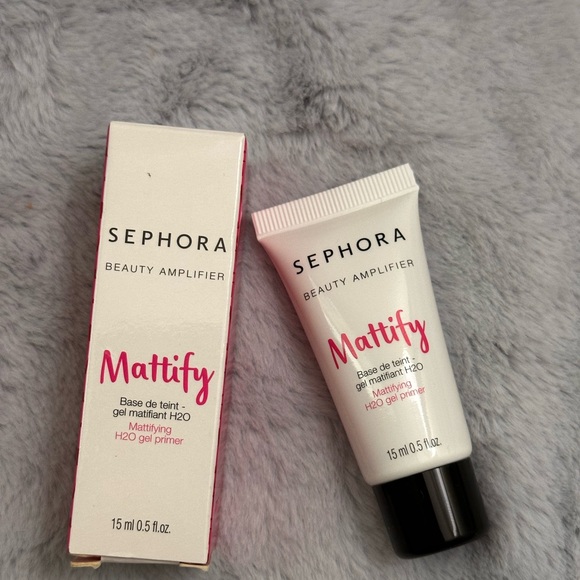 SEPHORA
BEAUTY AMPLIFIER
Mattify
Base de teint -
gel matifiant H2O
Mattifying
H2O gel primer
15 ml 0.5 fl.oz.
SEPHORA
BEAUTY AMPLIFIER
Mattify
Base de teint -
gel matifiant H2O
Mattifying
H2O gel primer
15 ml 0.5 fl.oz.